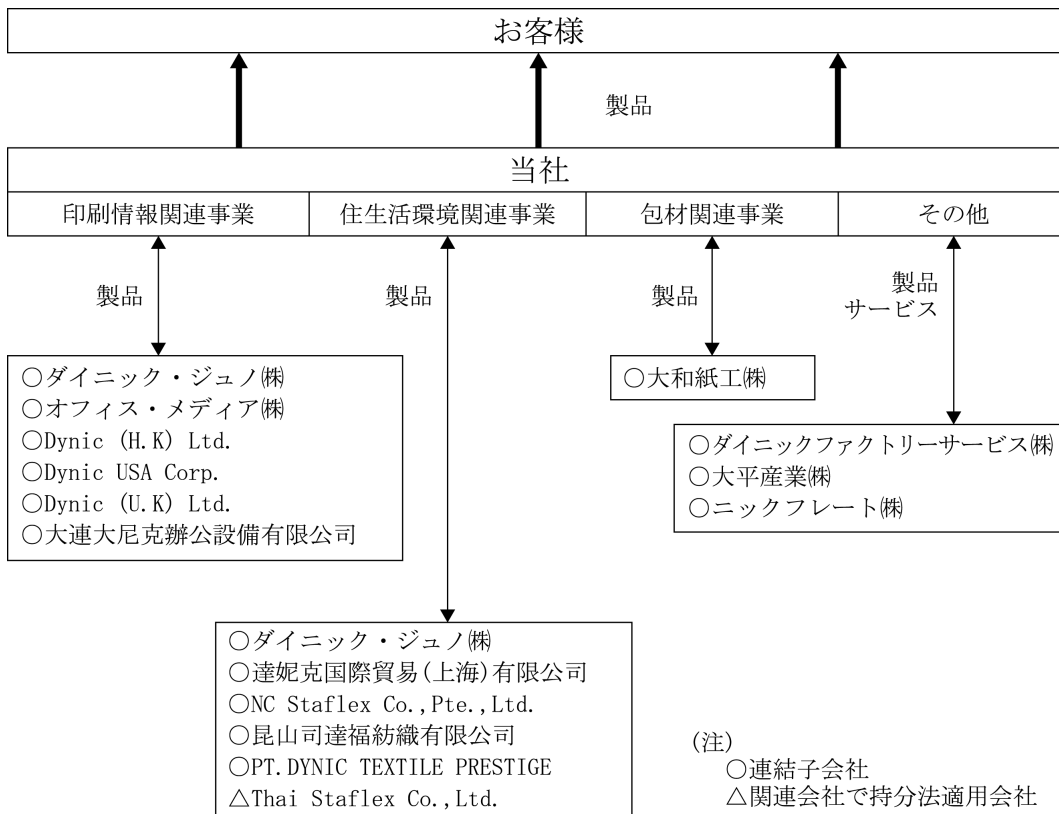 お客様
製品
当社
印刷情報関連事業
住生活環境関連事業
包材関連事業
その他
製品
製品
製品
製品
サービス
○ダイニック・ジュノ㈱
○オフィス・メディア㈱
○Dynic (H.K) Ltd.
○Dynic USA Corp.
○Dynic (U.K) Ltd.
○大連大尼克辦公設備有限公司
○大和紙工㈱
○ダイニックファクトリーサービス㈱
○大平産業㈱
○ニックフレート㈱
○ダイニック・ジュノ㈱
○達妮克国際貿易(上海)有限公司
○NC Staflex Co.,Pte.,Ltd.
○昆山司達福紡織有限公司
○PT.DYNIC TEXTILE PRESTIGE
△Thai Staflex Co.,Ltd.
(注)
○連結子会社
△関連会社で持分法適用会社